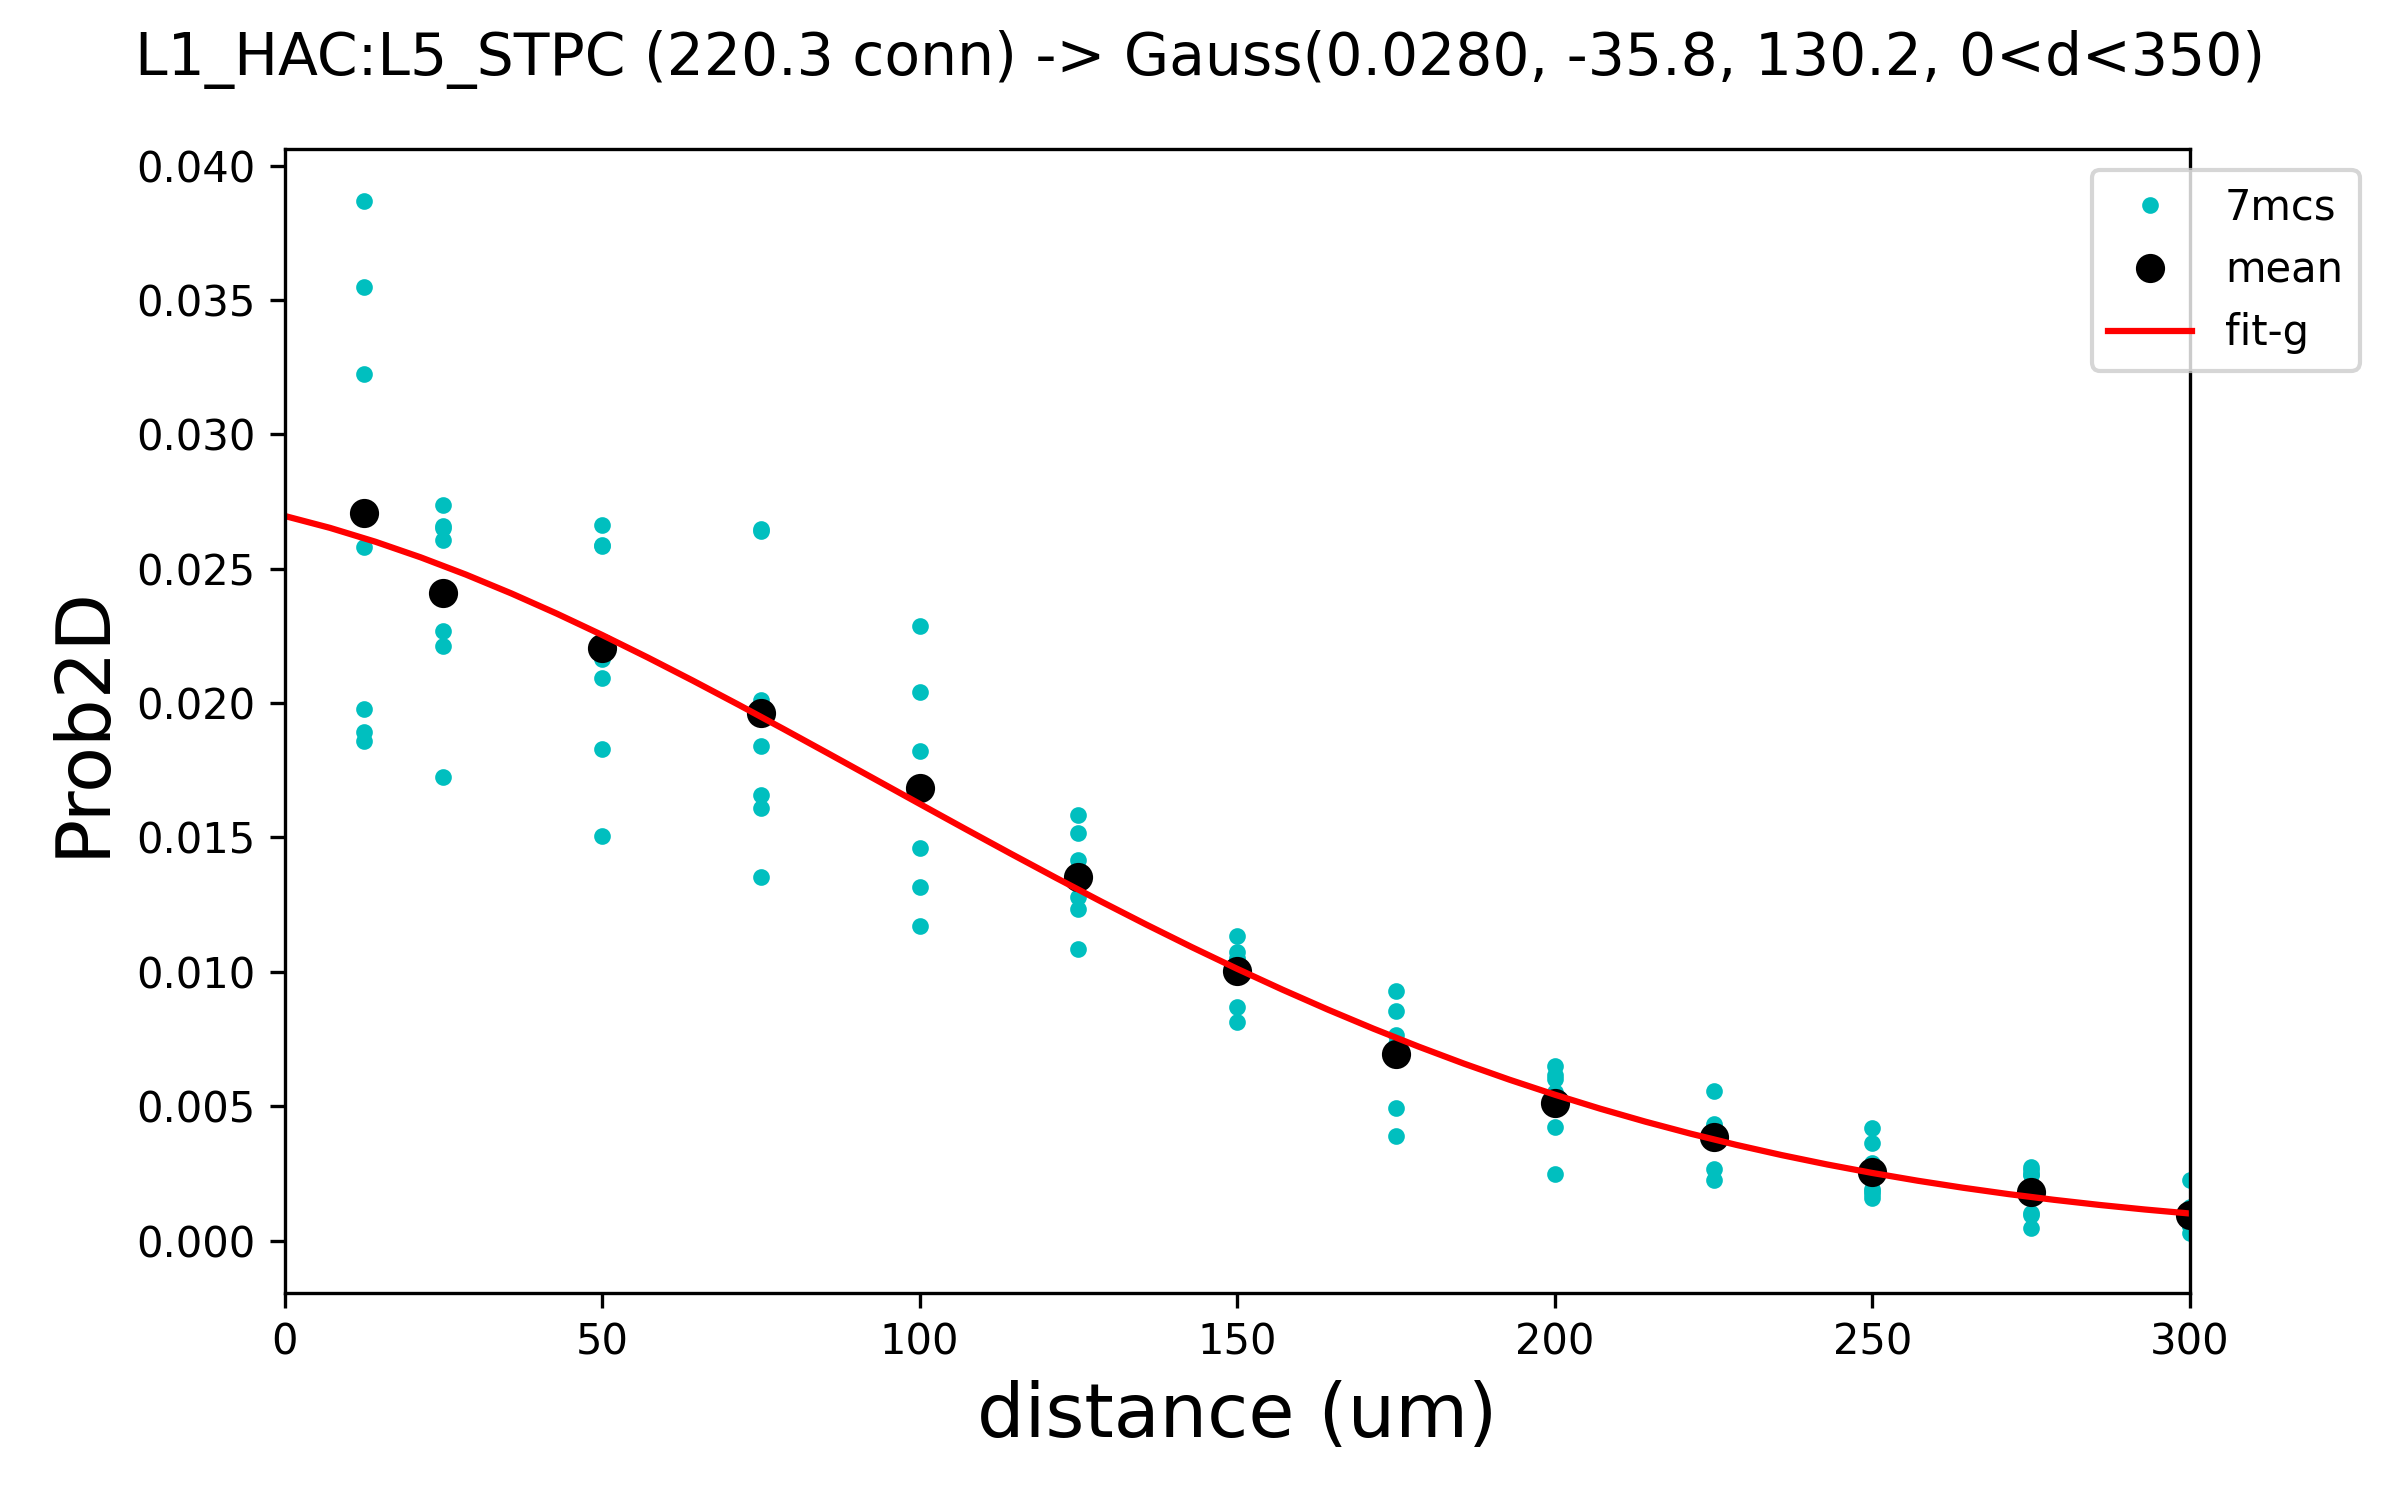 L1_HAC:L5_STPC (220.3 conn) -> Gauss(0.0280, -35.8, 130.2, 0<d<350)
7mcs
mean
fit-g
Prob2D
0.040
0.035
0.030
0.025
0.020
0.015
0.010
0.005
0.000
0 50 100 150 200 250 300
distance (um)